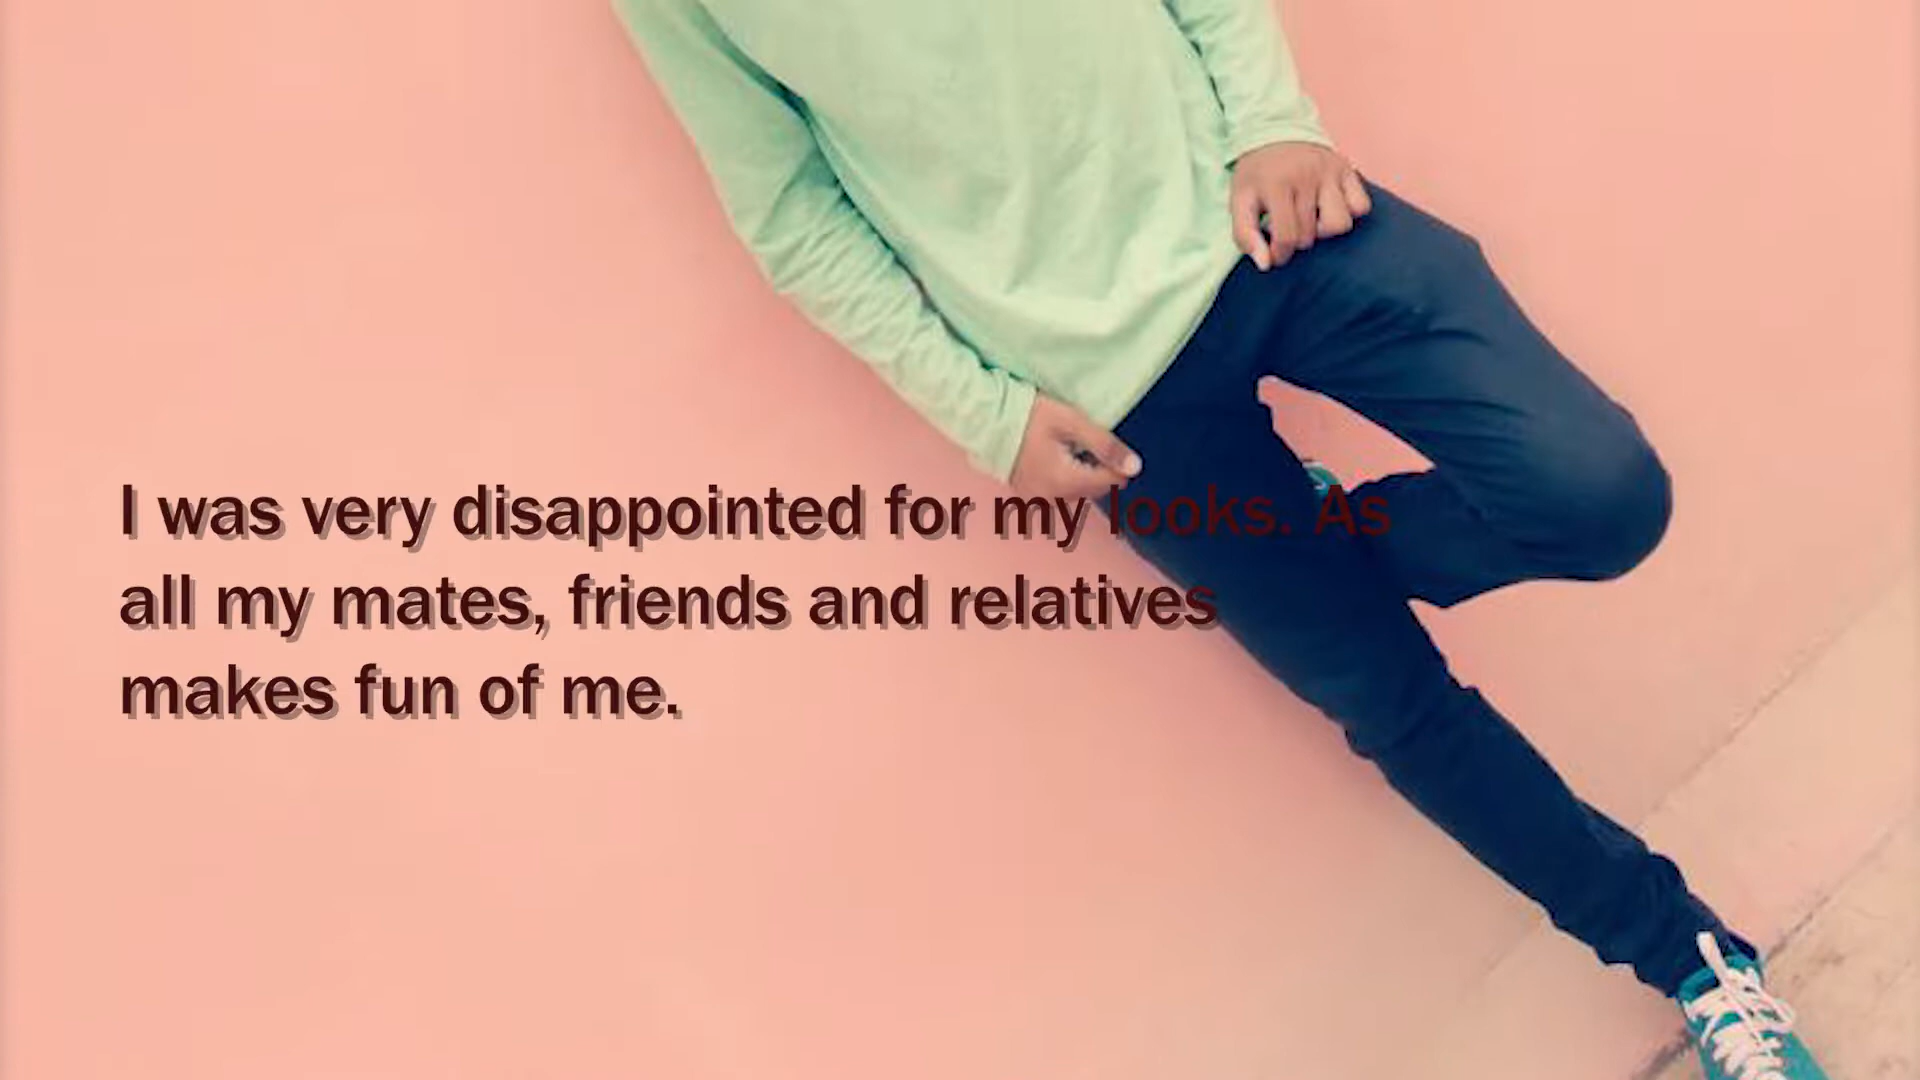 I was very disappointed for my looks. As
all my mates, friends and relatives
makes fun of me.